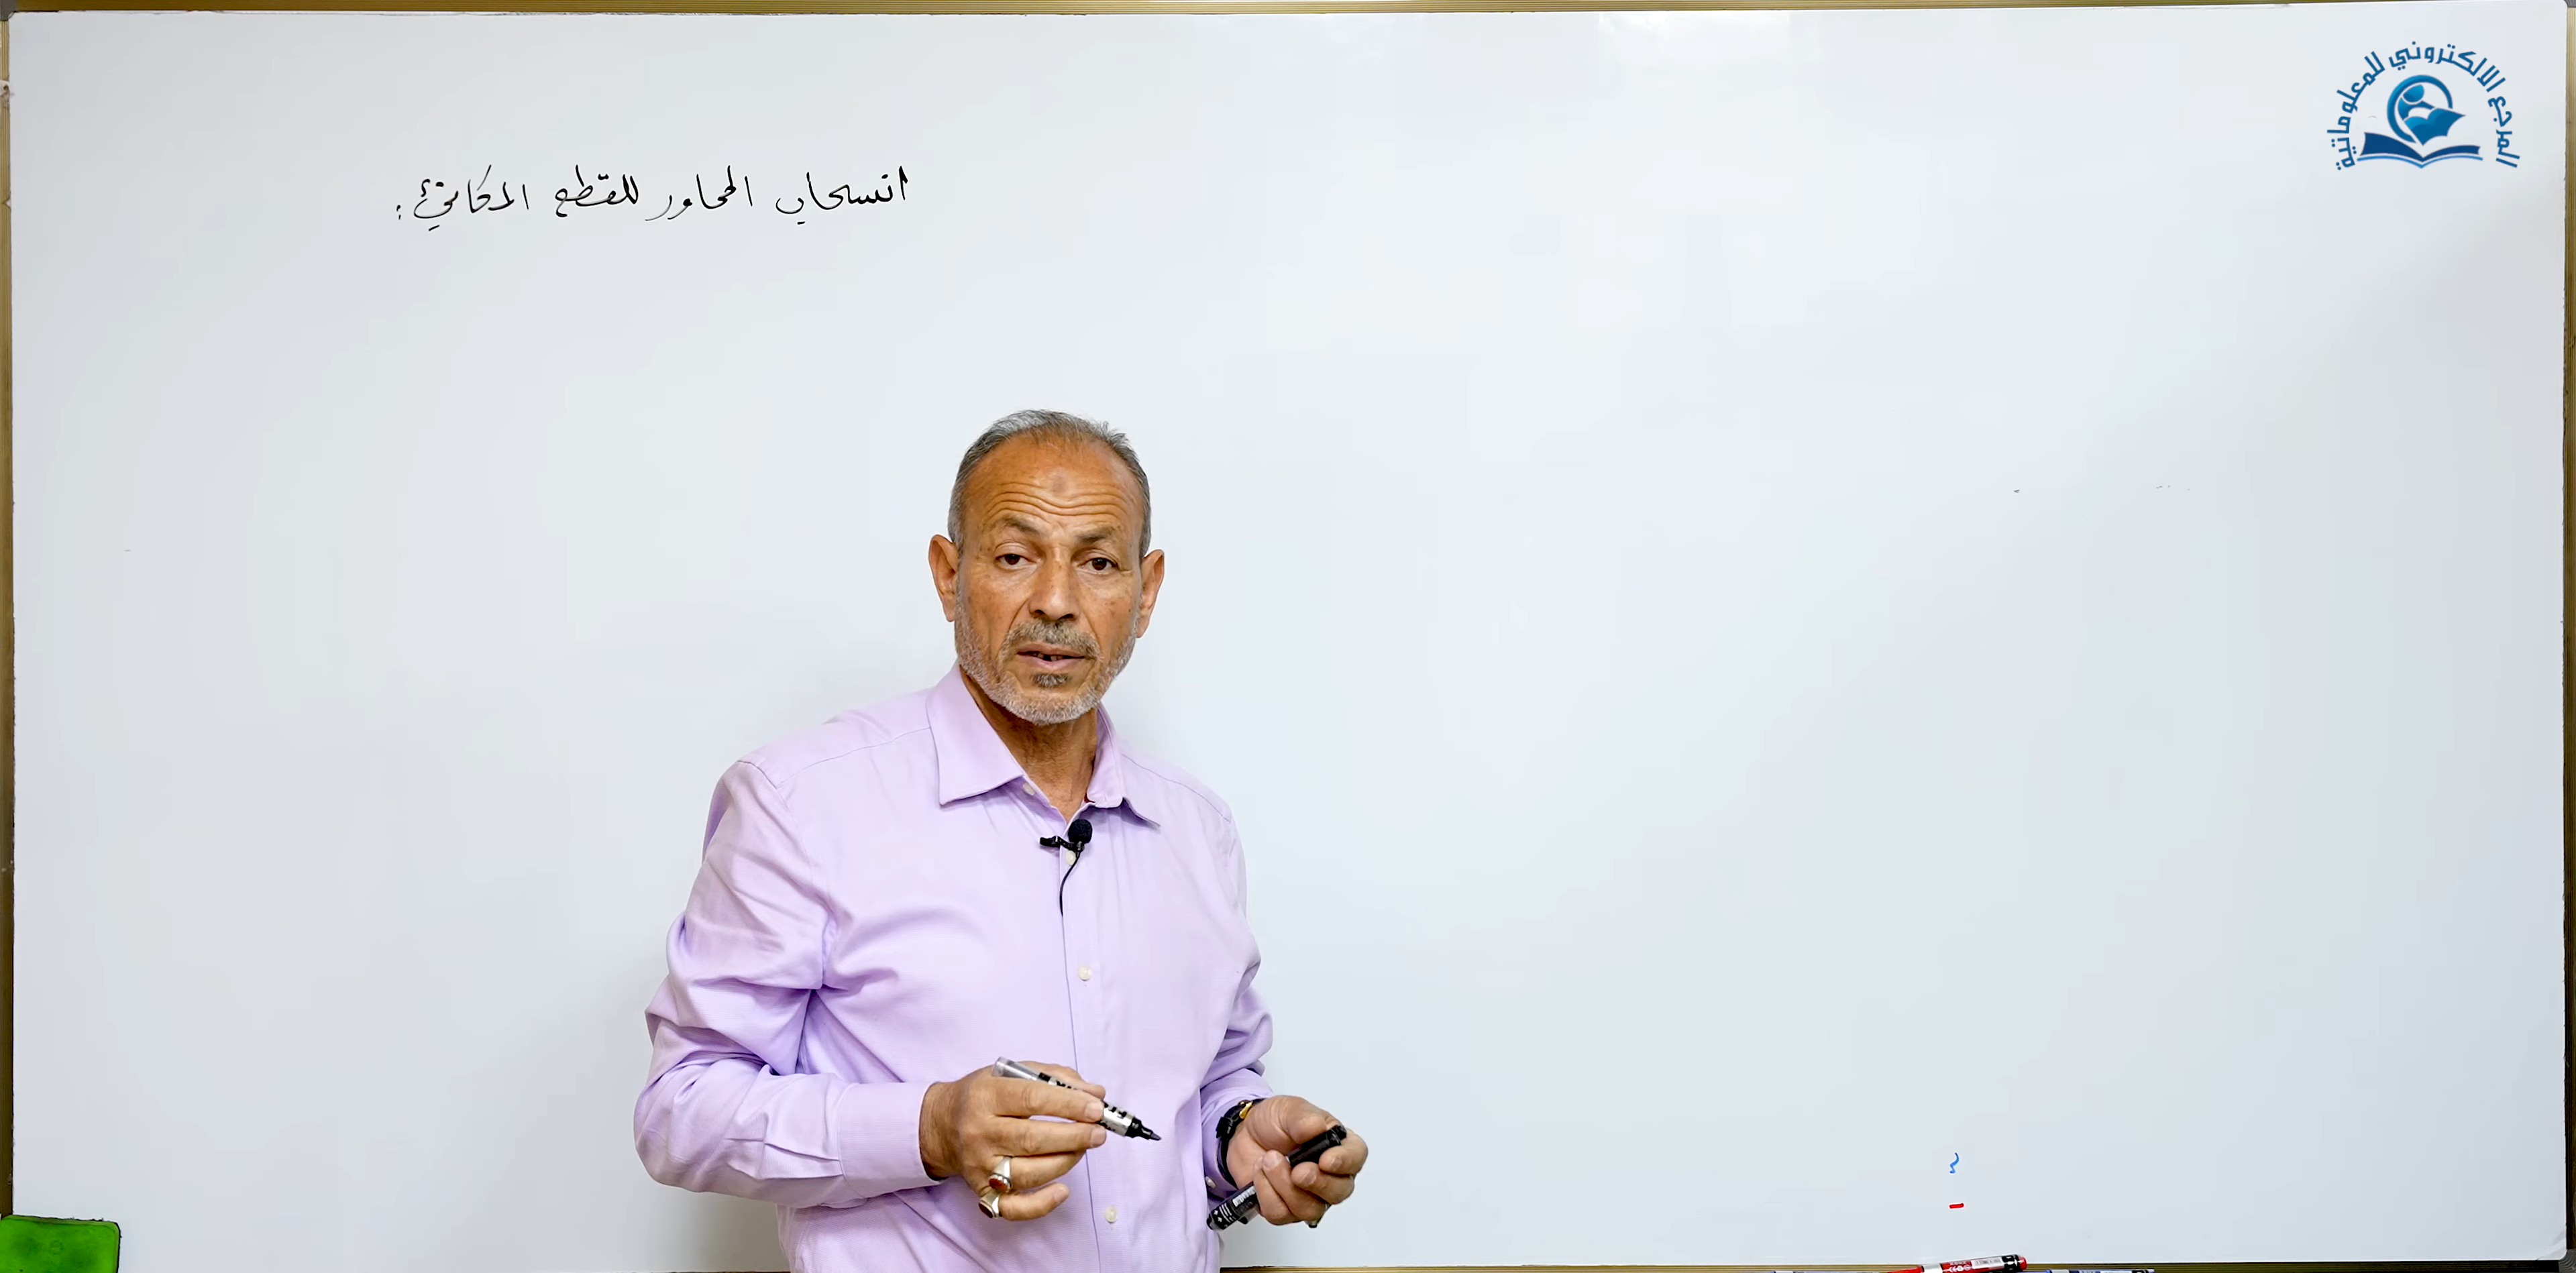 المرجع الالكتروني للمعلوماتية
انسحاب المحاور للقطع المكافئ :